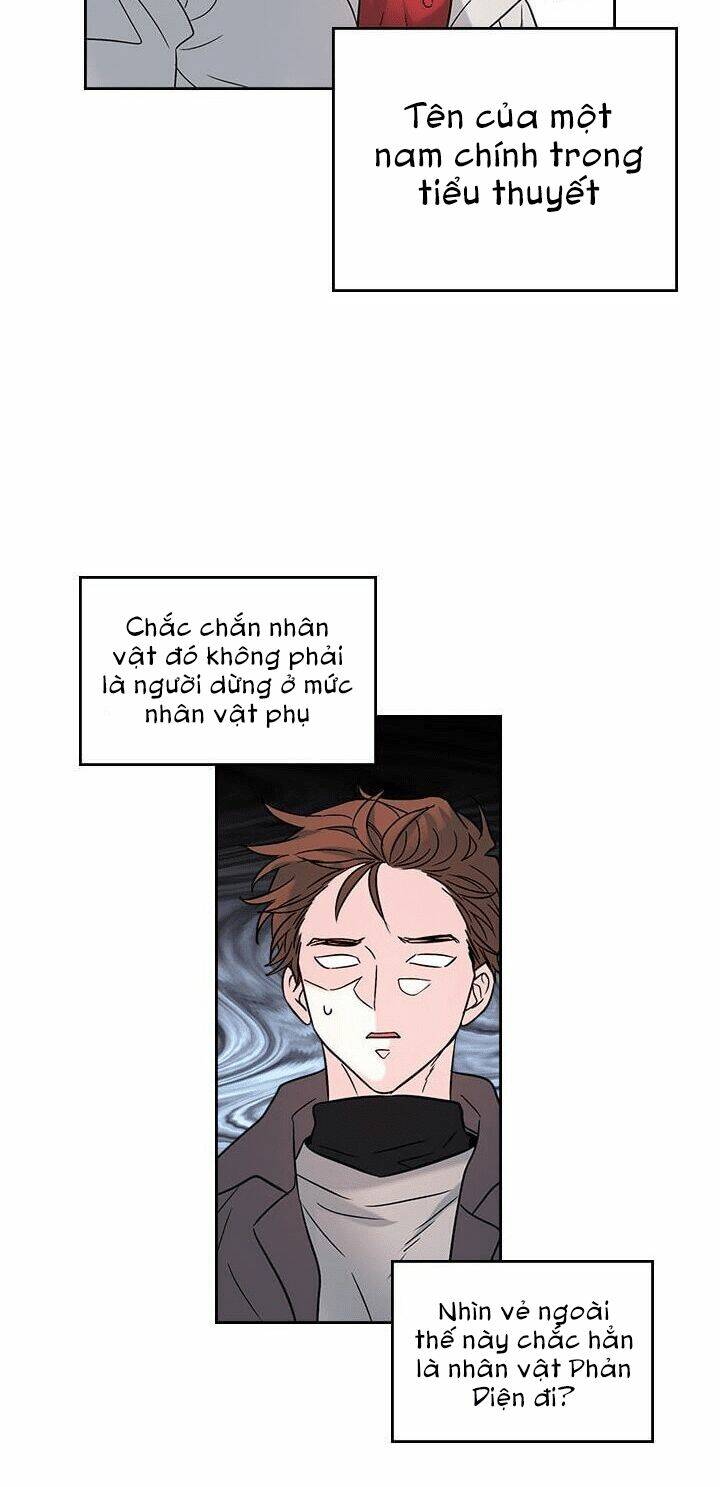 Tên của một
nam chính trong
tiểu thuyết
Chắc chắn nhân
vật đó không phải
là người dừng ở mức
nhân vật phụ
Nhìn vẻ ngoài
thế này chắc hẳn
là nhân vật Phản
Diện đi?